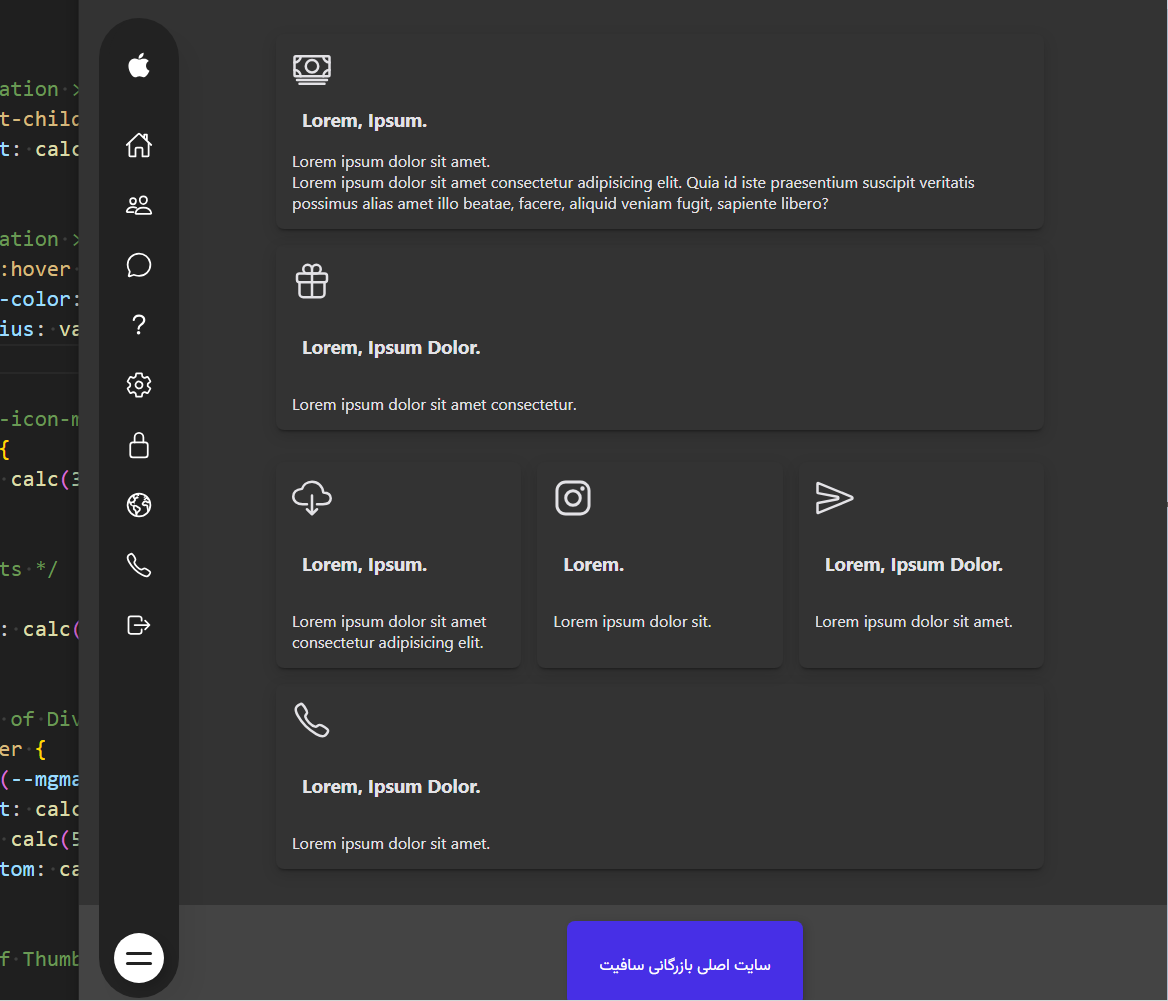 ation >
t-child
t: calc
ation >
:hover
-color:
ius: va
-icon-m
{
calc(3
ts */
: calc(
of Div
er {
(--mgma
t: calc
calc(5
tom: ca
f Thumb
Lorem, Ipsum.
Lorem ipsum dolor sit amet.
Lorem ipsum dolor sit amet consectetur adipisicing elit. Quia id iste praesentium suscipit veritatis
possimus alias amet illo beatae, facere, aliquid veniam fugit, sapiente libero?
Lorem, Ipsum Dolor.
Lorem ipsum dolor sit amet consectetur.
Lorem, Ipsum.
Lorem ipsum dolor sit amet
consectetur adipisicing elit.
Lorem.
Lorem ipsum dolor sit.
Lorem, Ipsum Dolor.
Lorem ipsum dolor sit amet.
Lorem, Ipsum Dolor.
Lorem ipsum dolor sit amet.
سایت اصلی بازرگانی سافیت